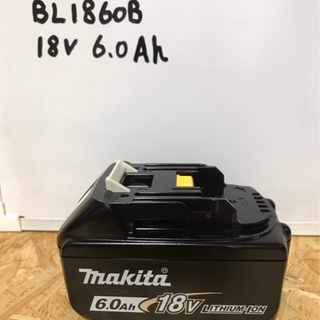 BL1860B
18V 6.0Ah
makita
6.0Ah 18V LITHIUM-ION